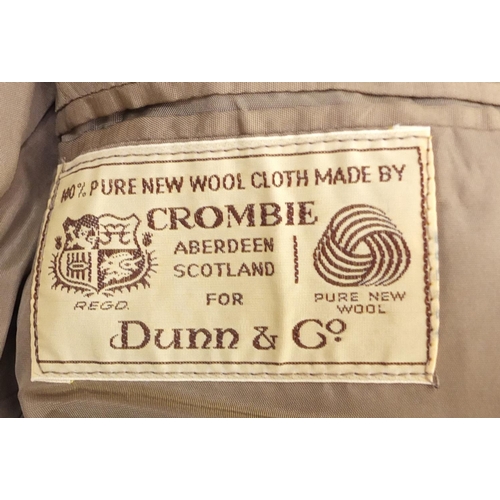 100% PURE NEW WOOL CLOTH MADE BY
CROMBIE
ABERDEEN
SCOTLAND
REGD.
FOR
PURE NEW
WOOL
Dunn & Co